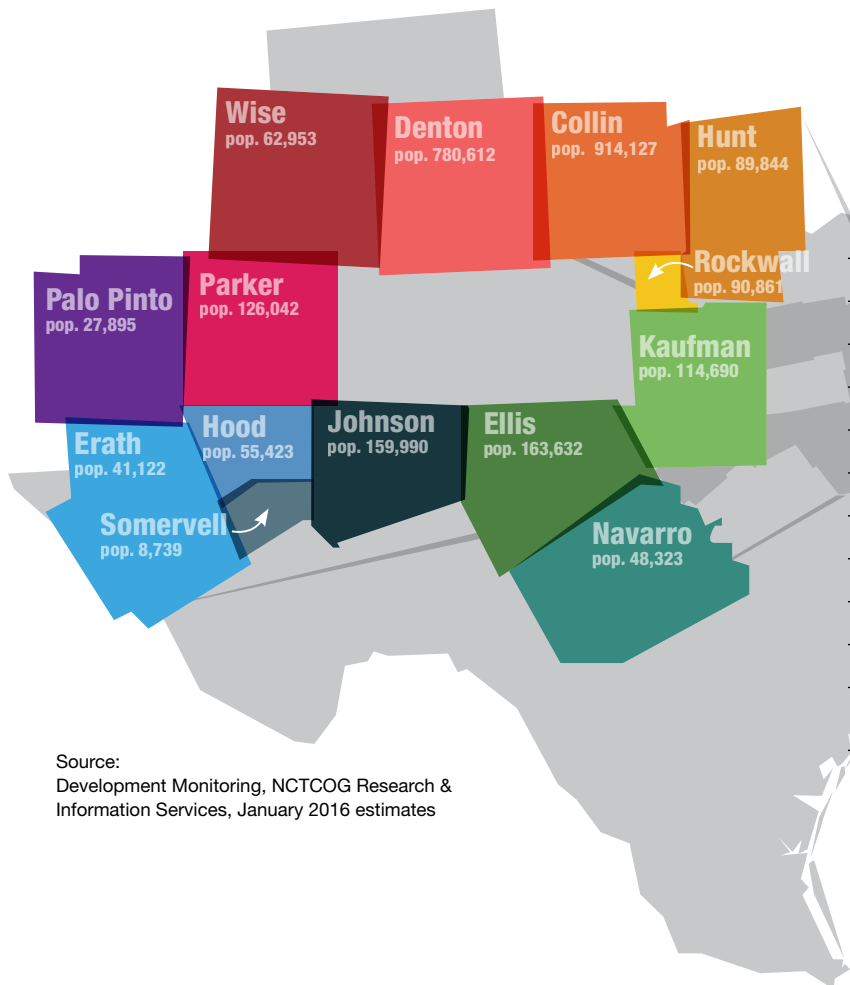 Wise
pop. 62,953
Denton
pop. 780,612
Collin
pop. 914,127
Hunt
pop. 89,844
Rockwall
pop. 90,861
Palo Pinto
pop. 27,895
Parker
pop. 126,042
Kaufman
pop. 114,690
Erath
pop. 41,122
Hood
pop. 55,423
Johnson
pop. 159,990
Ellis
pop. 163,632
Somervell
pop. 8,739
Navarro
pop. 48,323
Source:
Development Monitoring, NCTCOG Research &
Information Services, January 2016 estimates